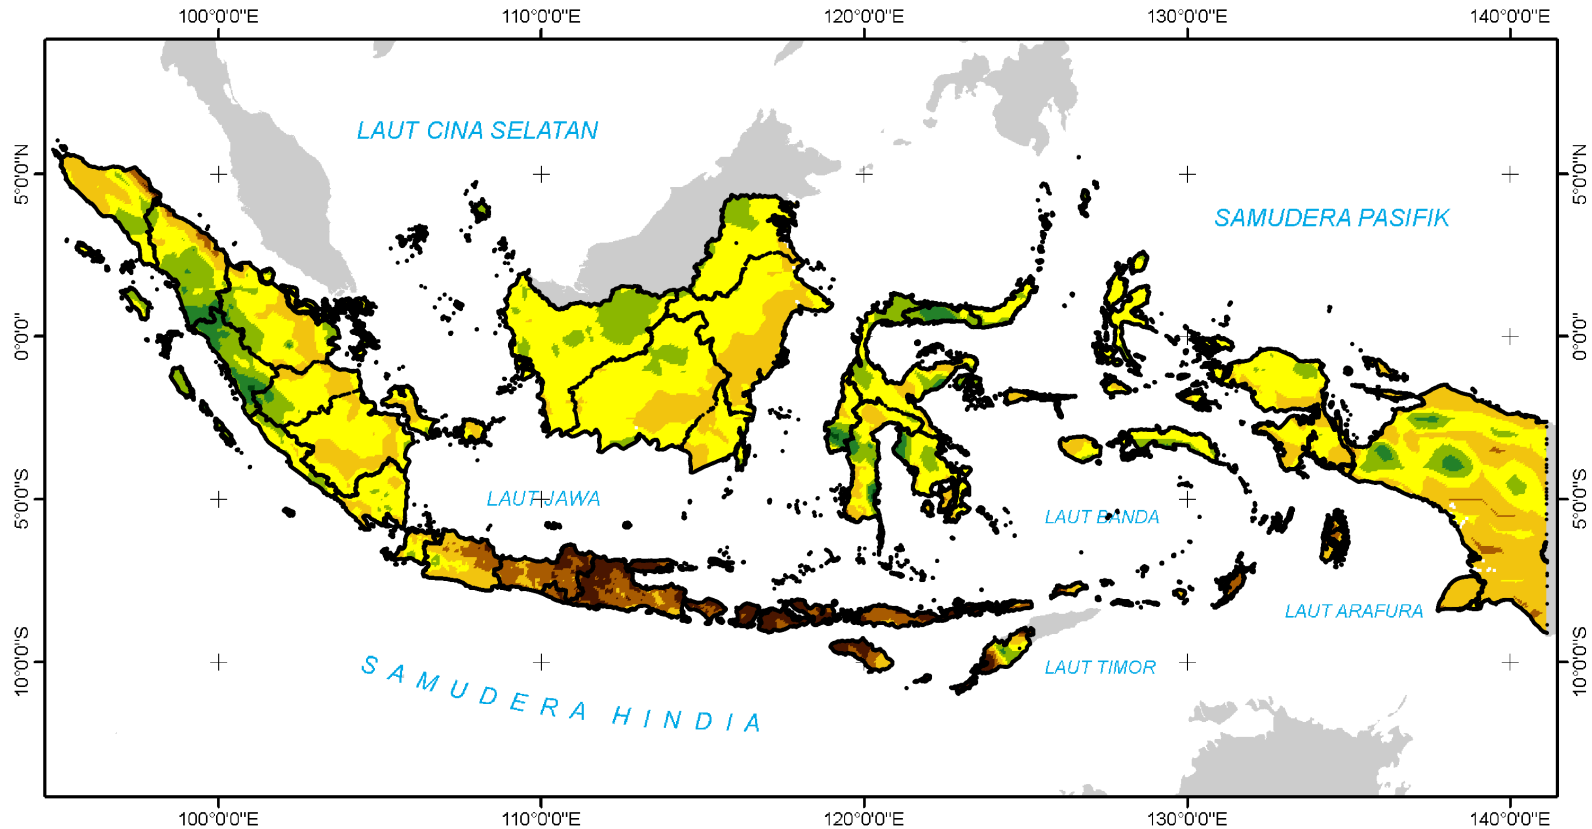 100°0'0"E 110°0'0"E 120°0'0"E 130°0'0"E 140°0'0"E
LAUT CINA SELATAN
5°0'0"N 5°0'0"N
SAMUDERA PASIFIK
0°0'0" 0°0'0"
LAUT JAWA
5°0'0"S 5°0'0"S
LAUT BANDA
LAUT ARAFURA
10°0'0"S 10°0'0"S
LAUT TIMOR
SAMUDERA HINDIA
100°0'0"E 110°0'0"E 120°0'0"E 130°0'0"E 140°0'0"E